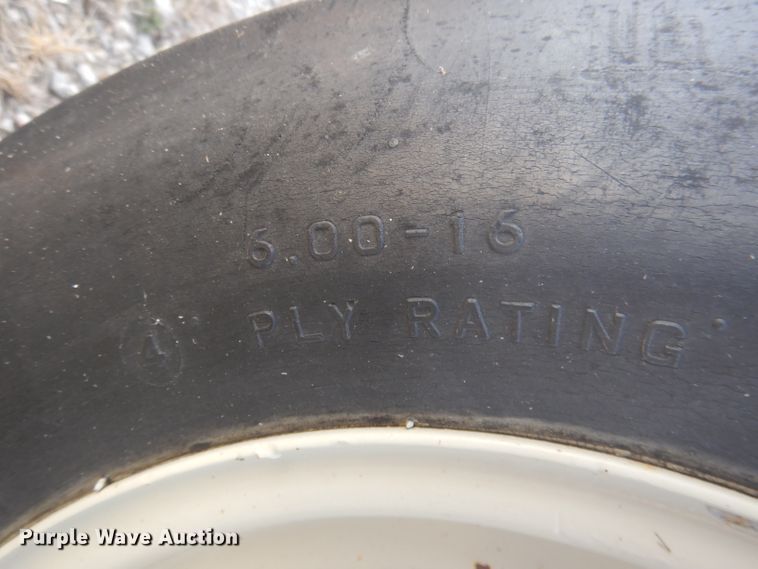 6.00-16
4 PLY RATING
Purple Wave Auction